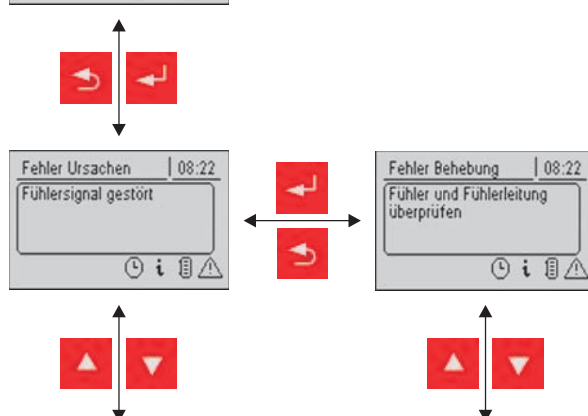 Fehler Ursachen 08:22
Fühlersignal gestört
Fehler Behebung 08:22
Fühler und Fühlerleitung
überprüfen